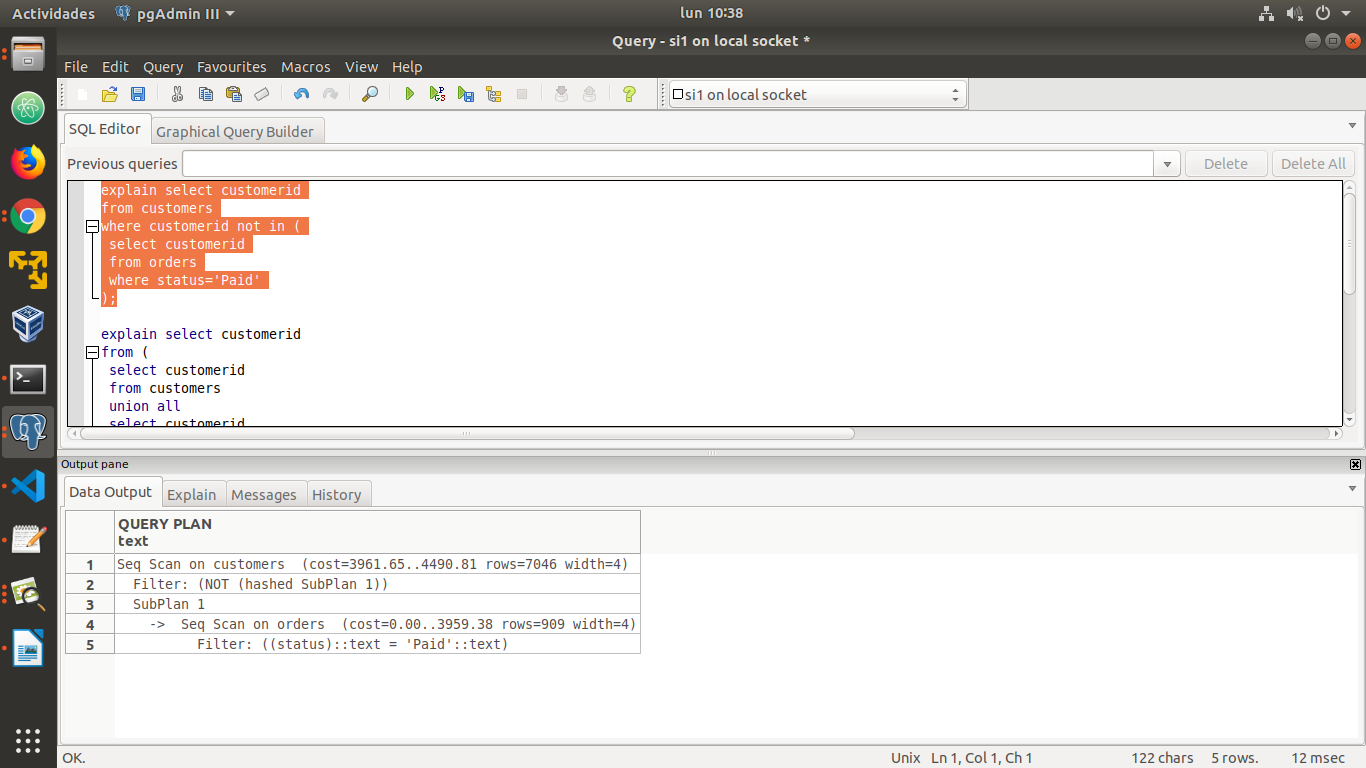 Actividades pgAdmin III lun 10:38
Query - si1 on local socket *
File Edit Query Favourites Macros View Help
si1 on local socket
SQL Editor Graphical Query Builder
Previous queries Delete Delete All
explain select customerid
from customers
where customerid not in (
select customerid
from orders
where status='Paid'
);
explain select customerid
from (
select customerid
from customers
union all
select customerid
Output pane
Data Output Explain Messages History
QUERY PLAN
text
1 Seq Scan on customers (cost=3961.65..4490.81 rows=7046 width=4)
2 Filter: (NOT (hashed SubPlan 1))
3 SubPlan 1
4 -> Seq Scan on orders (cost=0.00..3959.38 rows=909 width=4)
5 Filter: ((status)::text = 'Paid'::text)
OK. Unix Ln 1, Col 1, Ch 1 122 chars 5 rows. 12 msec